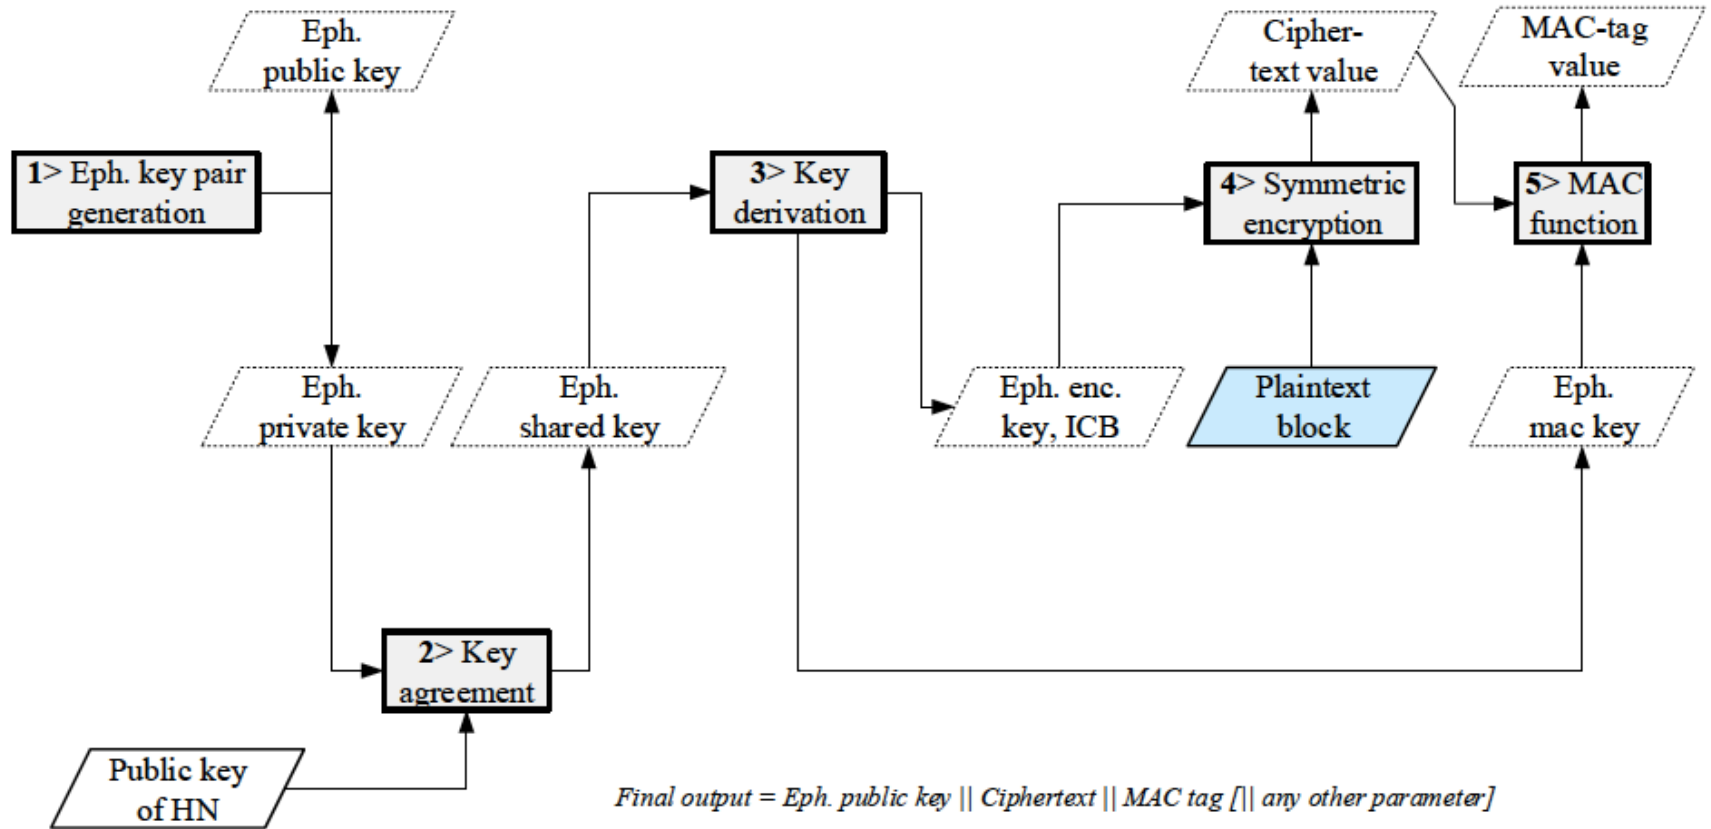 Eph.
public key
Cipher-
text value
MAC-tag
value
1> Eph. key pair
generation
3> Key
derivation
4> Symmetric
encryption
5> MAC
function
Eph.
private key
Eph.
shared key
Eph. enc.
key, ICB
Plaintext
block
Eph.
mac key
2> Key
agreement
Public key
of HN
Final output = Eph. public key || Ciphertext || MAC tag [|| any other parameter]